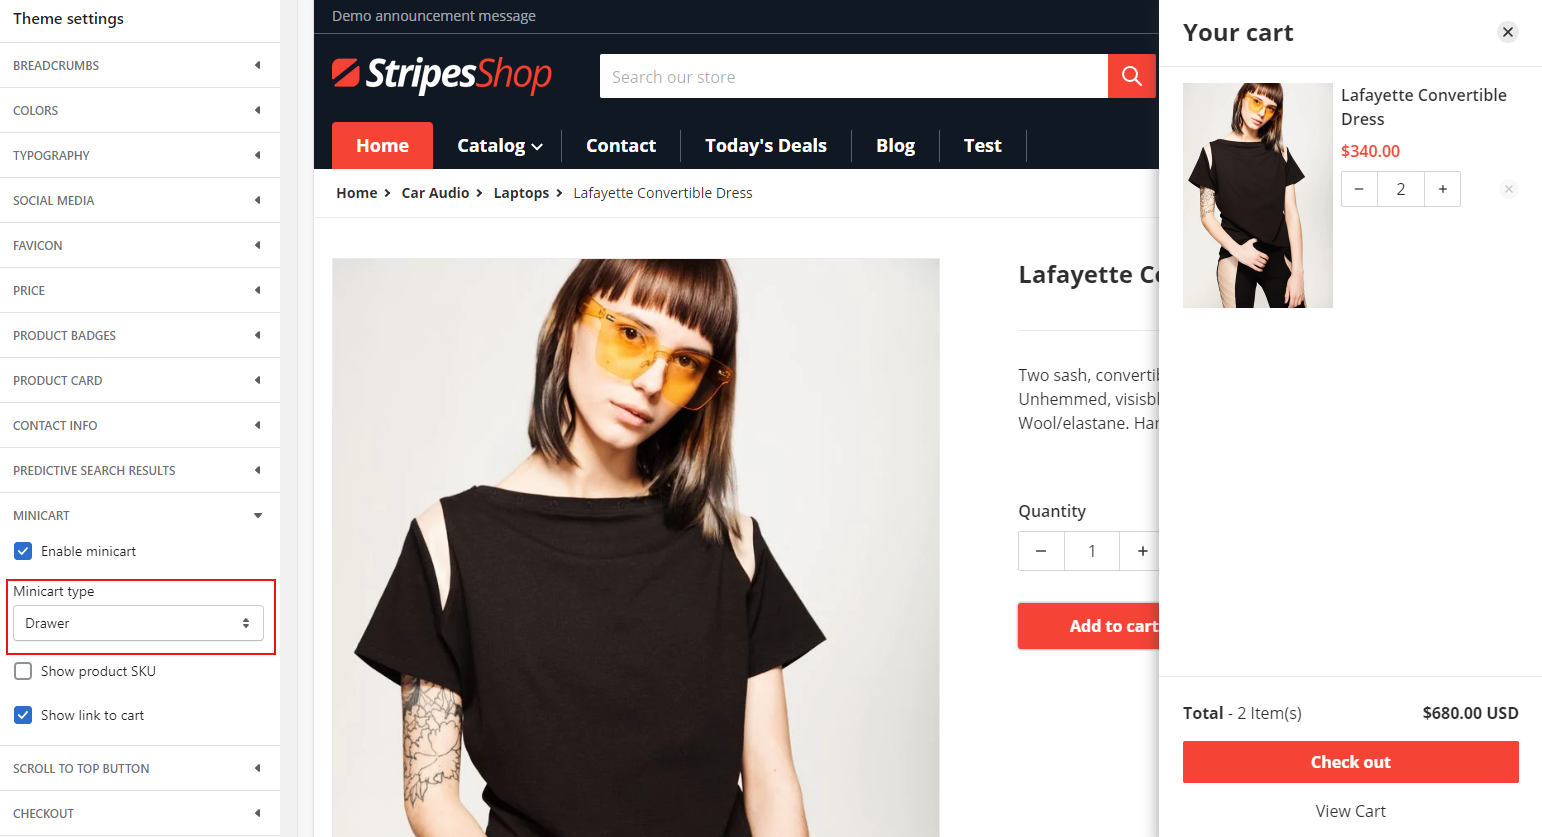 Theme settings
BREADCRUMBS
COLORS
TYPOGRAPHY
SOCIAL MEDIA
FAVICON
PRICE
PRODUCT BADGES
PRODUCT CARD
CONTACT INFO
PREDICTIVE SEARCH RESULTS
MINICART
Enable minicart
Minicart type
Drawer
Show product SKU
Show link to cart
SCROLL TO TOP BUTTON
CHECKOUT
Demo announcement message
StripesShop
Search our store
Home Catalog Contact Today's Deals Blog Test
Home Car Audio Laptops Lafayette Convertible Dress
Lafayette Co
Two sash, convertib
Unhemmed, visisbl
Wool/elastane. Har
Quantity
− 1 +
Add to cart
Your cart
Lafayette Convertible
Dress
$340.00
− 2 +
Total - 2 Item(s) $680.00 USD
Check out
View Cart